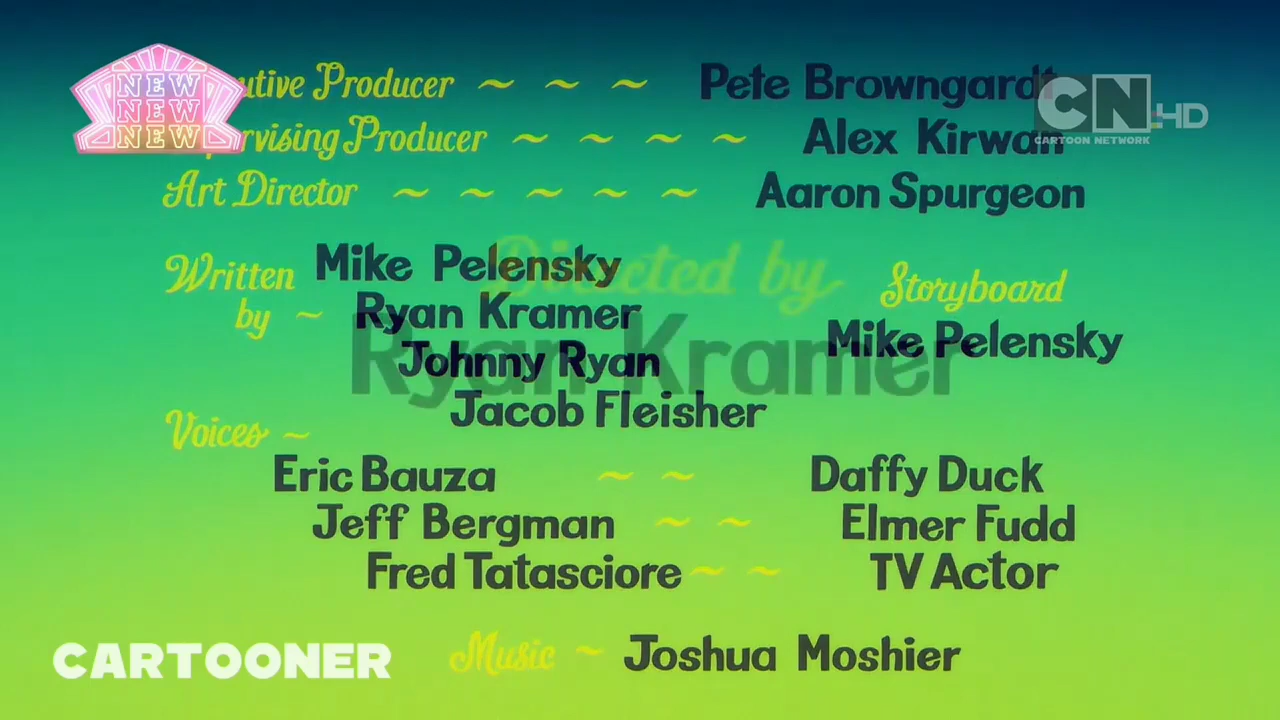 NEW
NEW
NEW
utive Producer ~ ~ ~ Pete Browngardt
rvising Producer ~ ~ ~ ~ Alex Kirwan
CN HD
CARTOON NETWORK
Art Director ~ ~ ~ ~ ~ Aaron Spurgeon
Directed by
Ryan Kramer
Written by ~ Mike Pelensky
Ryan Kramer
Johnny Ryan
Jacob Fleisher
Storyboard
Mike Pelensky
Voices ~
Eric Bauza ~ ~ Daffy Duck
Jeff Bergman ~ ~ Elmer Fudd
Fred Tatasciore ~ ~ TV Actor
Music ~ Joshua Moshier
CARTOONER